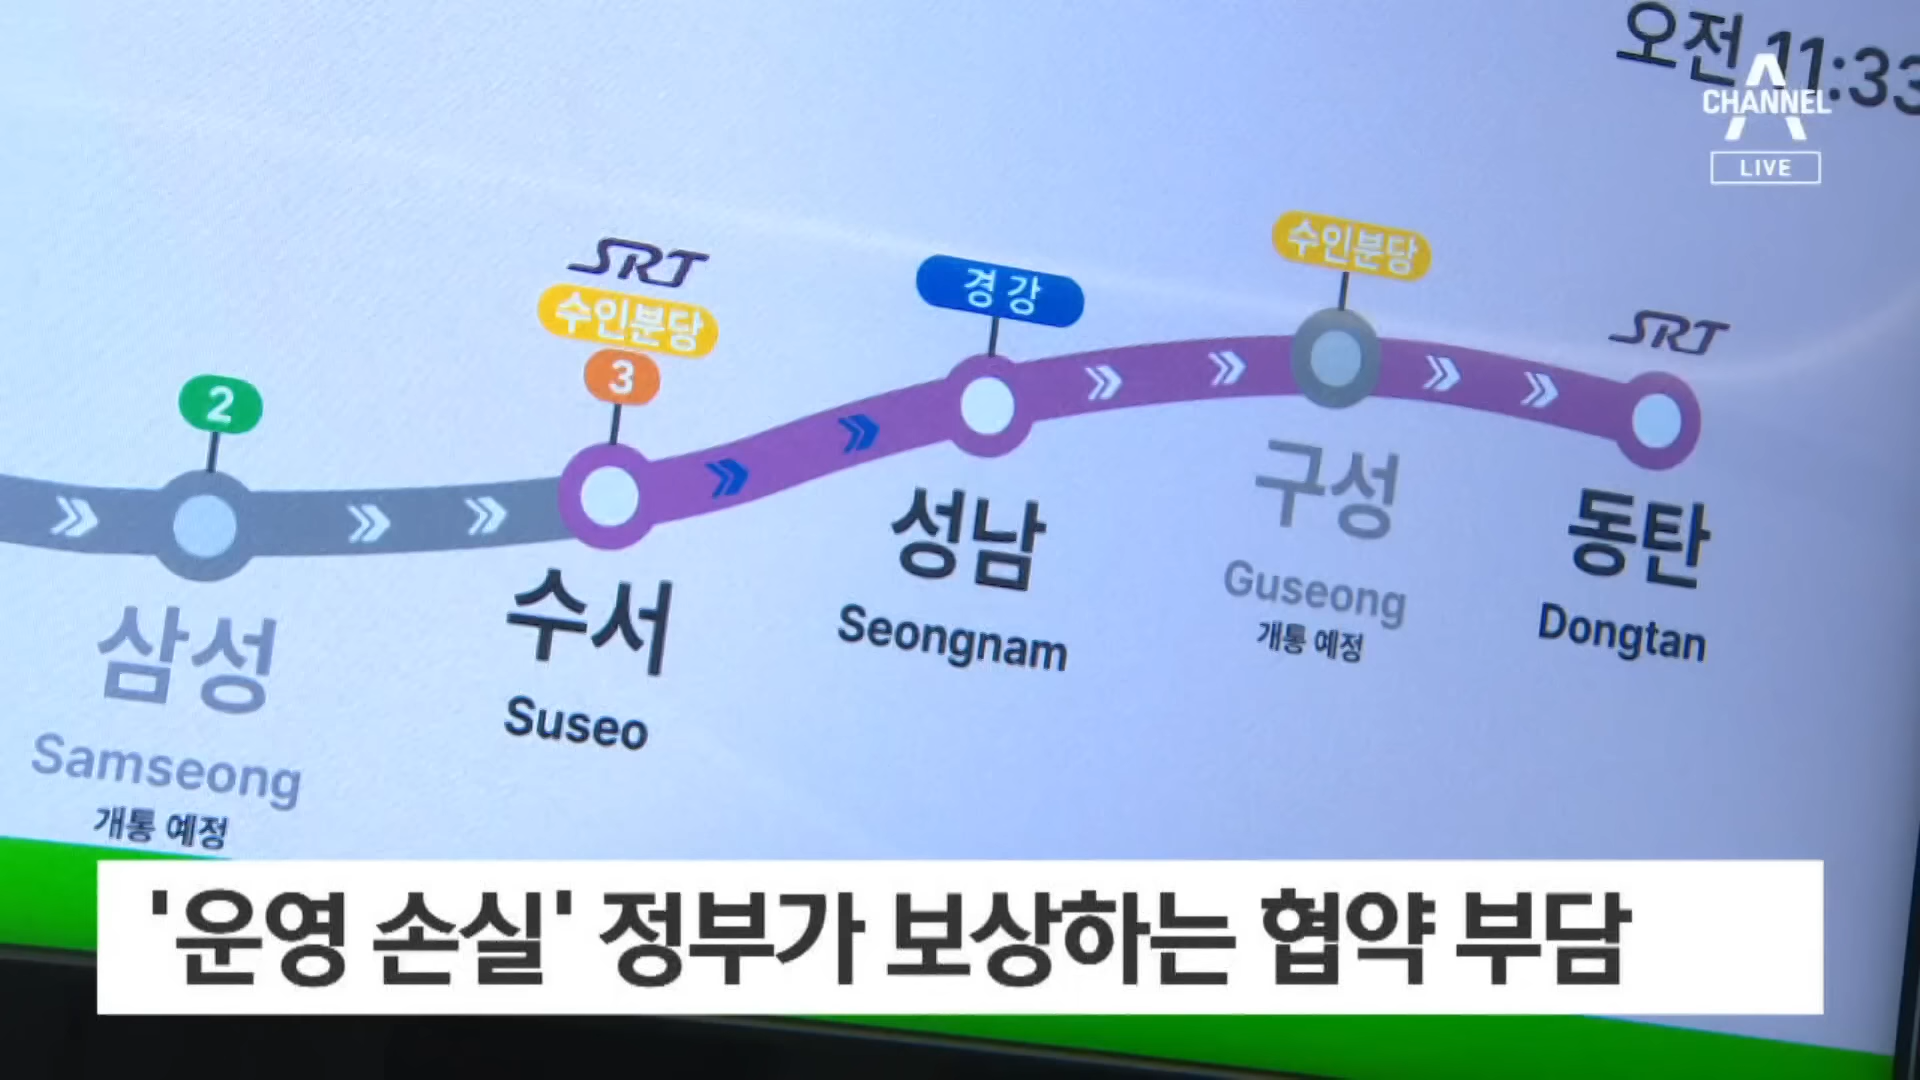 오전 11:33
CHANNEL A
LIVE
SRT
수인분당
3
2
경강
수인분당
SRT
삼성
Samseong
개통 예정
수서
Suseo
성남
Seongnam
구성
Guseong
개통 예정
동탄
Dongtan
'운영 손실' 정부가 보상하는 협약 부담